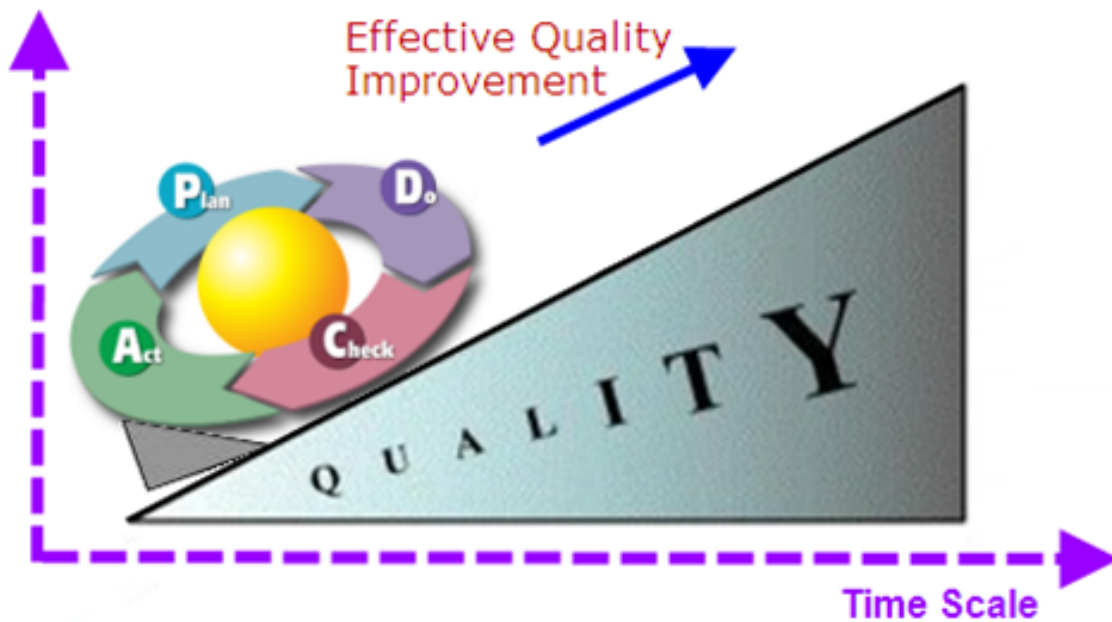 Effective Quality
Improvement
Plan
Do
Act
Check
QUALITY
Time Scale